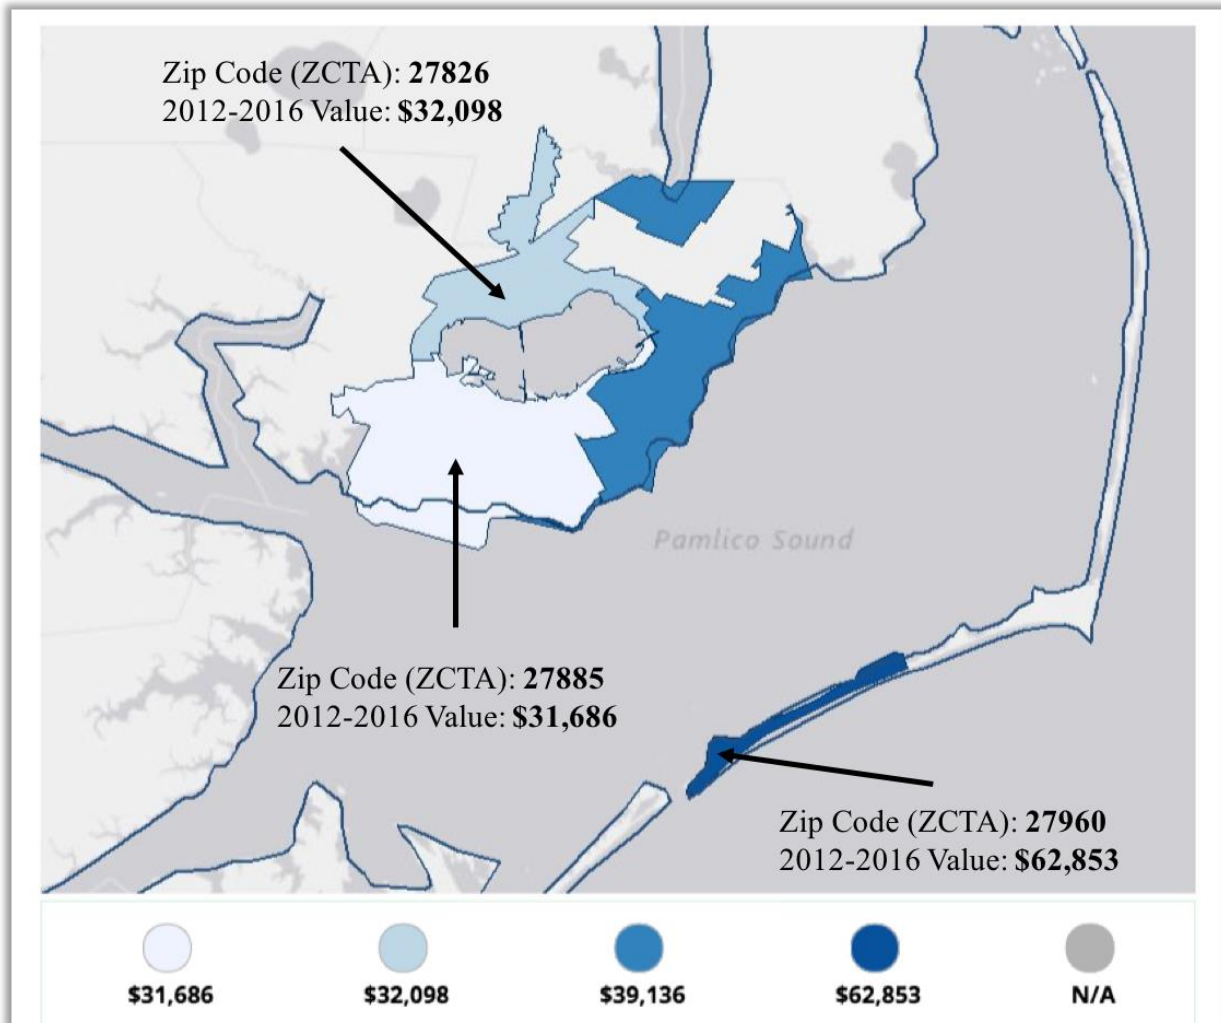 Zip Code (ZCTA): 27826
2012-2016 Value: $32,098
Pamlico Sound
Zip Code (ZCTA): 27885
2012-2016 Value: $31,686
Zip Code (ZCTA): 27960
2012-2016 Value: $62,853
$31,686
$32,098
$39,136
$62,853
N/A